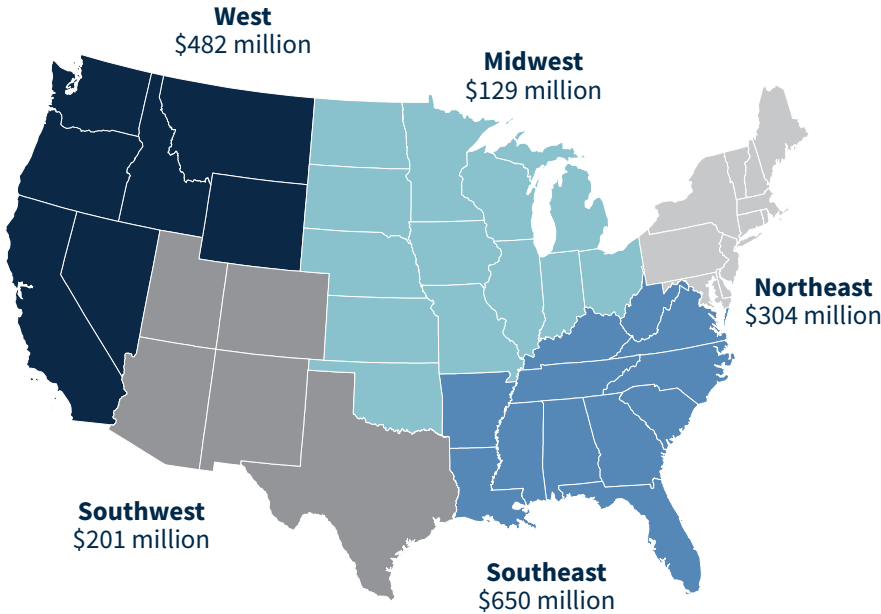 West
$482 million
Midwest
$129 million
Northeast
$304 million
Southwest
$201 million
Southeast
$650 million